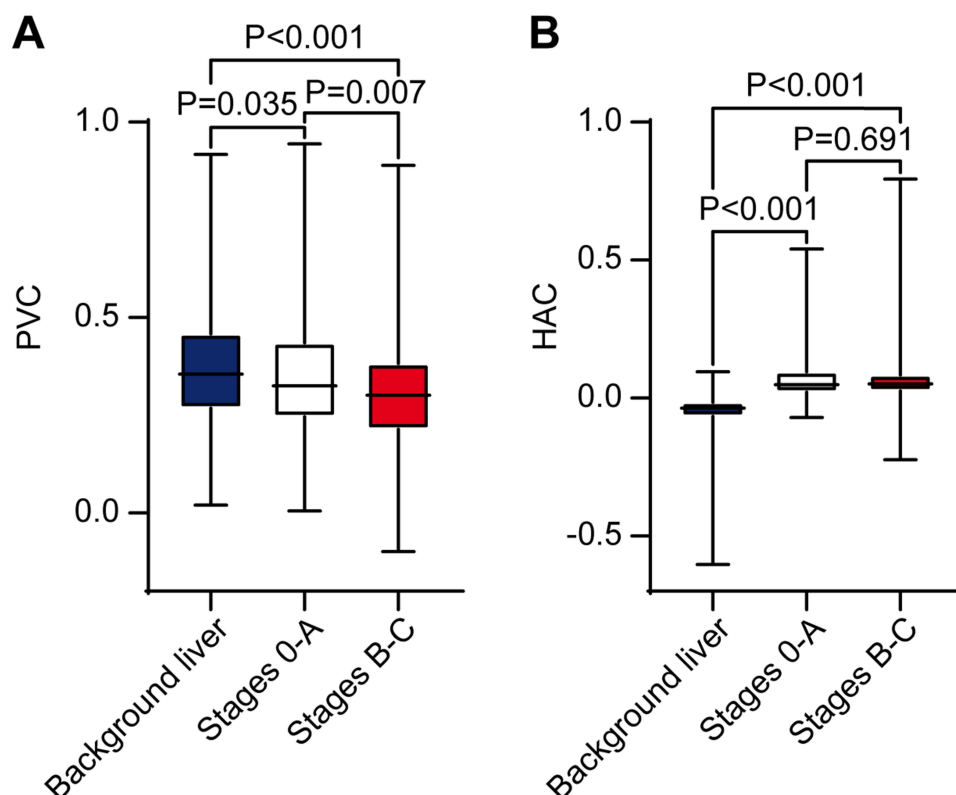 A
P<0.001
P=0.035
P=0.007
PVC
1.0
0.5
0.0
Background liver
Stages 0-A
Stages B-C
B
P<0.001
P=0.691
P<0.001
HAC
1.0
0.5
0.0
-0.5
Background liver
Stages 0-A
Stages B-C